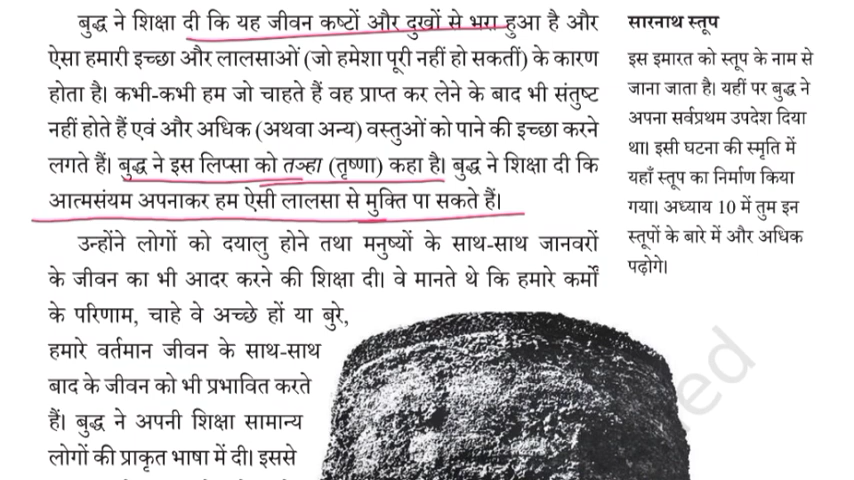 बुद्ध ने शिक्षा दी कि यह जीवन कष्टों और दुखों से भरा हुआ है और
ऐसा हमारी इच्छा और लालसाओं (जो हमेशा पूरी नहीं हो सकतीं) के कारण
होता है। कभी-कभी हम जो चाहते हैं वह प्राप्त कर लेने के बाद भी संतुष्ट
नहीं होते हैं एवं और अधिक (अथवा अन्य) वस्तुओं को पाने की इच्छा करने
लगते हैं। बुद्ध ने इस लिप्सा को तञ्हा (तृष्णा) कहा है। बुद्ध ने शिक्षा दी कि
आत्मसंयम अपनाकर हम ऐसी लालसा से मुक्ति पा सकते हैं।
उन्होंने लोगों को दयालु होने तथा मनुष्यों के साथ-साथ जानवरों
के जीवन का भी आदर करने की शिक्षा दी। वे मानते थे कि हमारे कर्मों
के परिणाम, चाहे वे अच्छे हों या बुरे,
हमारे वर्तमान जीवन के साथ-साथ
बाद के जीवन को भी प्रभावित करते
हैं। बुद्ध ने अपनी शिक्षा सामान्य
लोगों की प्राकृत भाषा में दी। इससे
सारनाथ स्तूप
इस इमारत को स्तूप के नाम से
जाना जाता है। यहीं पर बुद्ध ने
अपना सर्वप्रथम उपदेश दिया
था। इसी घटना की स्मृति में
यहाँ स्तूप का निर्माण किया
गया। अध्याय 10 में तुम इन
स्तूपों के बारे में और अधिक
पढ़ोगे।